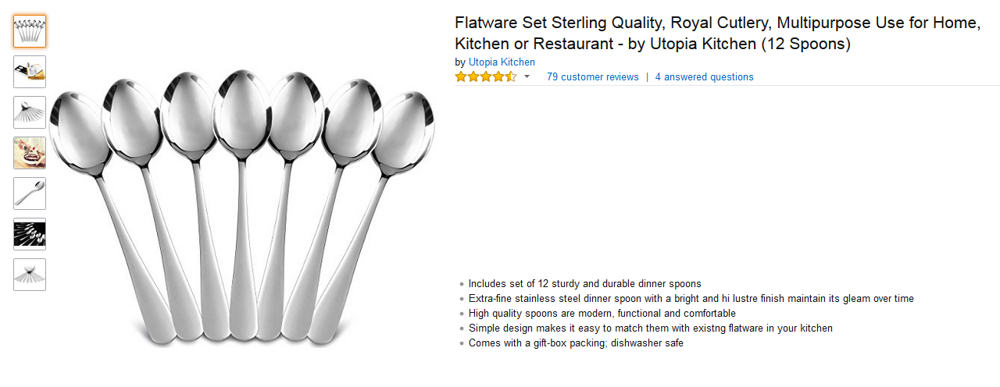 Flatware Set Sterling Quality, Royal Cutlery, Multipurpose Use for Home,
Kitchen or Restaurant - by Utopia Kitchen (12 Spoons)
by Utopia Kitchen
79 customer reviews | 4 answered questions
Includes set of 12 sturdy and durable dinner spoons
Extra-fine stainless steel dinner spoon with a bright and hi lustre finish maintain its gleam over time
High quality spoons are modern, functional and comfortable
Simple design makes it easy to match them with existng flatware in your kitchen
Comes with a gift-box packing; dishwasher safe